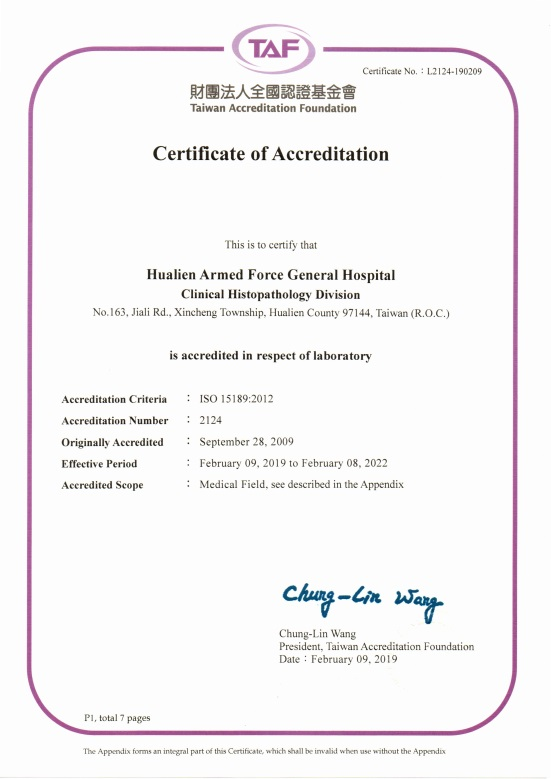 TAF
Certificate No.：L2124-190209
財團法人全國認證基金會
Taiwan Accreditation Foundation
Certificate of Accreditation
This is to certify that
Hualien Armed Force General Hospital
Clinical Histopathology Division
No.163, Jiali Rd., Xincheng Township, Hualien County 97144, Taiwan (R.O.C.)
is accredited in respect of laboratory
Accreditation Criteria ： ISO 15189:2012
Accreditation Number ： 2124
Originally Accredited ： September 28, 2009
Effective Period ： February 09, 2019 to February 08, 2022
Accredited Scope ： Medical Field, see described in the Appendix
Chung-Lin Wang
Chung-Lin Wang
President, Taiwan Accreditation Foundation
Date：February 09, 2019
P1, total 7 pages
The Appendix forms an integral part of this Certificate, which shall be invalid when use without the Appendix